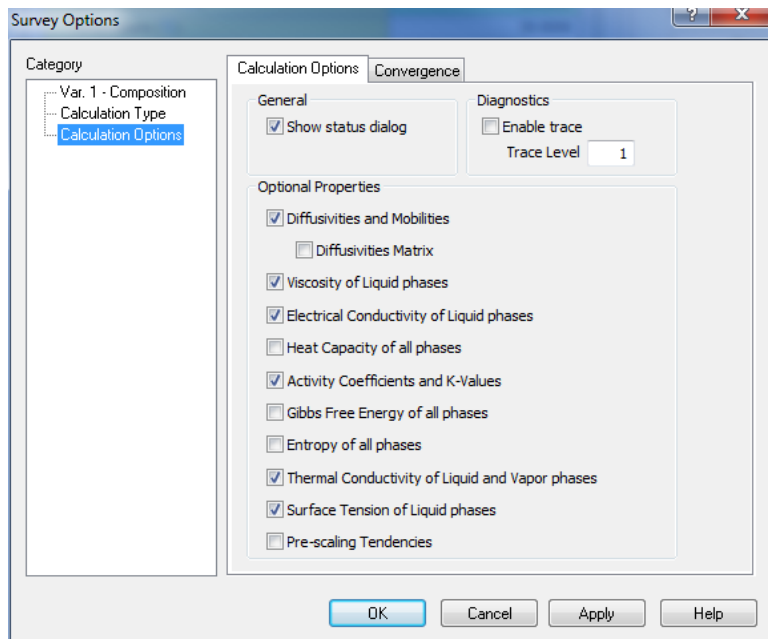 Survey Options
?
X
Category
Var. 1 - Composition
Calculation Type
Calculation Options
Calculation Options
Convergence
General
Show status dialog
Diagnostics
Enable trace
Trace Level 1
Optional Properties
Diffusivities and Mobilities
Diffusivities Matrix
Viscosity of Liquid phases
Electrical Conductivity of Liquid phases
Heat Capacity of all phases
Activity Coefficients and K-Values
Gibbs Free Energy of all phases
Entropy of all phases
Thermal Conductivity of Liquid and Vapor phases
Surface Tension of Liquid phases
Pre-scaling Tendencies
OK
Cancel
Apply
Help